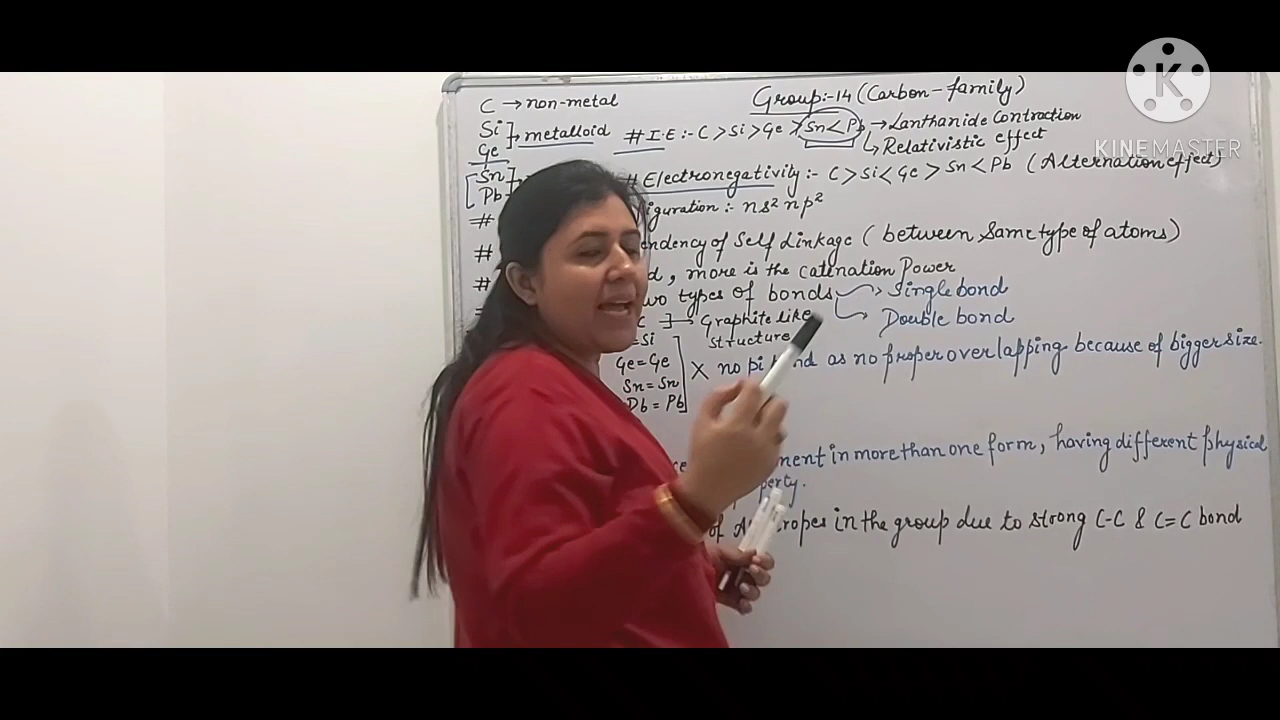 C → non-metal
Group:-14 (Carbon-family)
Si
Ge
] → metalloid
# I.E :- C > Si > Ge > Sn < Pb → Lanthanide Contraction
↳ Relativistic effect
Sn
Pb
# Electronegativity :- C > Si < Ge > Sn < Pb (Alternation effect)
# iguration :- ns² np²
# endency of Self Linkage (between same type of atoms)
# d, more is the catenation Power
wo types of bonds → Single bond
→ Double bond
C ] → Graphite like
structure
=Si
Ge=Ge
Sn=Sn
Pb=Pb
X no pi bond as no proper overlapping because of bigger size.
ment in more than one form, having different physical
perty.
of A tropes in the group due to strong C-C & C=C bond
K
KINEMASTER